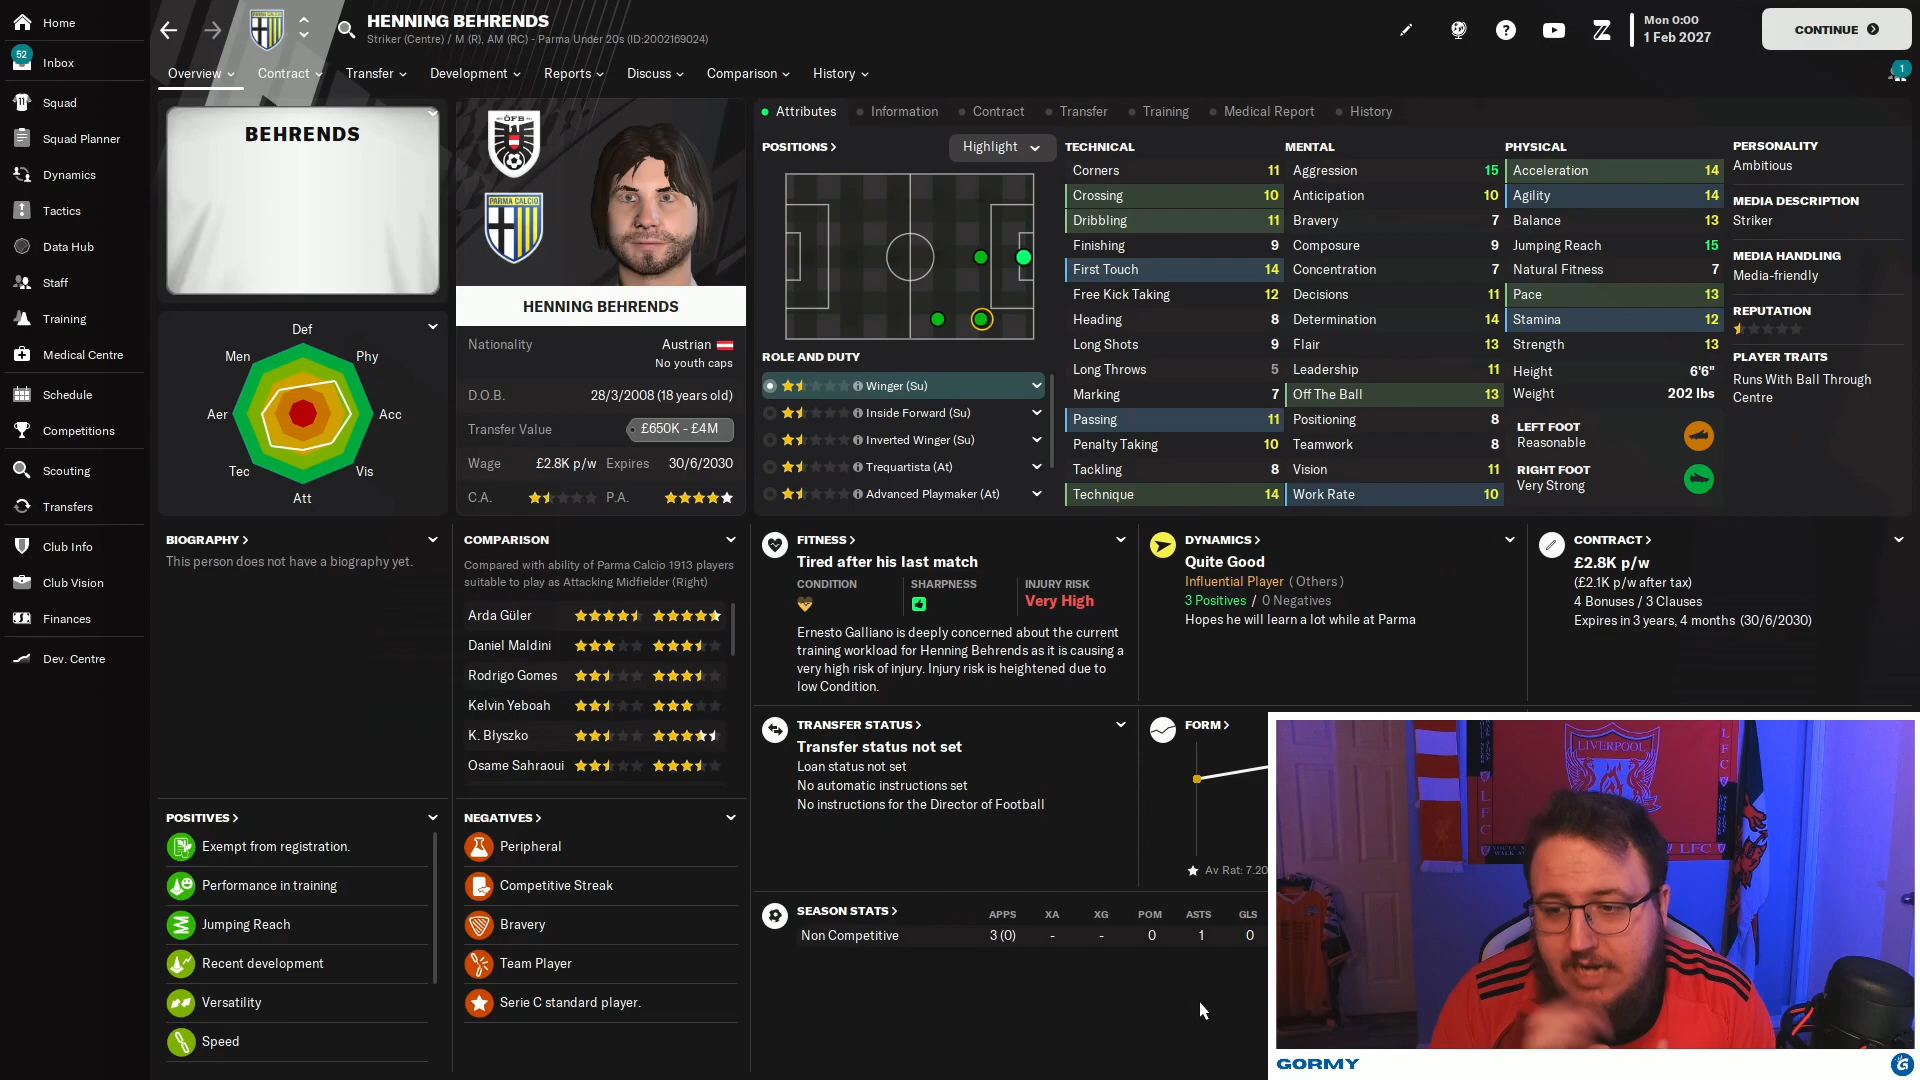 Home
52
Inbox
Squad
Squad Planner
Dynamics
Tactics
Data Hub
Staff
Training
Medical Centre
Schedule
Competitions
Scouting
Transfers
Club Info
Club Vision
Finances
Dev. Centre
HENNING BEHRENDS
Striker (Centre) / M (R), AM (RC) - Parma Under 20s (ID:2002169024)
Mon 0:00
1 Feb 2027
CONTINUE
1
Overview Contract Transfer Development Reports Discuss Comparison History
BEHRENDS
Def
Phy
Acc
Vis
Att
Tec
Aer
Men
ÖFB
PARMA CALCIO
HENNING BEHRENDS
Nationality Austrian
No youth caps
D.O.B. 28/3/2008 (18 years old)
Transfer Value £650K - £4M
Wage £2.8K p/w Expires 30/6/2030
C.A. P.A.
Attributes Information Contract Transfer Training Medical Report History
POSITIONS >
Highlight
ROLE AND DUTY
Winger (Su)
Inside Forward (Su)
Inverted Winger (Su)
Trequartista (At)
Advanced Playmaker (At)
TECHNICAL
Corners 11
Crossing 10
Dribbling 11
Finishing 9
First Touch 14
Free Kick Taking 12
Heading 8
Long Shots 9
Long Throws 5
Marking 7
Passing 11
Penalty Taking 10
Tackling 8
Technique 14
MENTAL
Aggression 15
Anticipation 10
Bravery 7
Composure 9
Concentration 7
Decisions 11
Determination 14
Flair 13
Leadership 11
Off The Ball 13
Positioning 8
Teamwork 8
Vision 11
Work Rate 10
PHYSICAL
Acceleration 14
Agility 14
Balance 13
Jumping Reach 15
Natural Fitness 7
Pace 13
Stamina 12
Strength 13
Height 6'6"
Weight 202 lbs
LEFT FOOT
Reasonable
RIGHT FOOT
Very Strong
PERSONALITY
Ambitious
MEDIA DESCRIPTION
Striker
MEDIA HANDLING
Media-friendly
REPUTATION
PLAYER TRAITS
Runs With Ball Through
Centre
BIOGRAPHY >
This person does not have a biography yet.
COMPARISON
Compared with ability of Parma Calcio 1913 players
suitable to play as Attacking Midfielder (Right)
Arda Güler
Daniel Maldini
Rodrigo Gomes
Kelvin Yeboah
K. Błyszko
Osame Sahraoui
FITNESS >
Tired after his last match
CONDITION SHARPNESS INJURY RISK
Very High
Ernesto Galliano is deeply concerned about the current
training workload for Henning Behrends as it is causing a
very high risk of injury. Injury risk is heightened due to
low Condition.
DYNAMICS >
Quite Good
Influential Player ( Others )
3 Positives / 0 Negatives
Hopes he will learn a lot while at Parma
CONTRACT >
£2.8K p/w
(£2.1K p/w after tax)
4 Bonuses / 3 Clauses
Expires in 3 years, 4 months (30/6/2030)
TRANSFER STATUS >
Transfer status not set
Loan status not set
No automatic instructions set
No instructions for the Director of Football
FORM >
Av Rat: 7.20
POSITIVES >
Exempt from registration.
Performance in training
Jumping Reach
Recent development
Versatility
Speed
NEGATIVES >
Peripheral
Competitive Streak
Bravery
Team Player
Serie C standard player.
SEASON STATS >
APPS XA XG POM ASTS GLS
Non Competitive 3 (0) - - 0 1 0
LIVERPOOL
LFC
GORMY